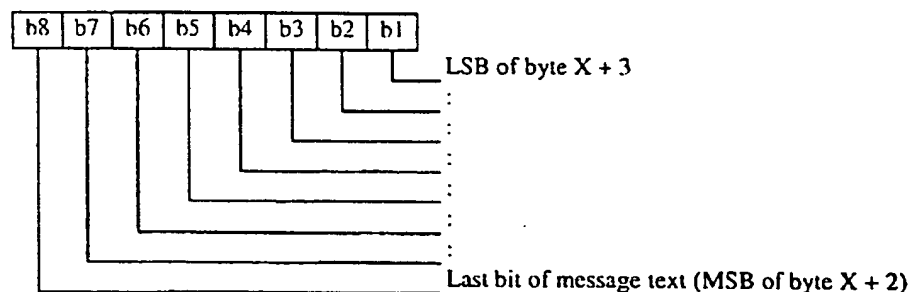 b8 b7 b6 b5 b4 b3 b2 b1
LSB of byte X + 3
:
:
:
:
:
:
Last bit of message text (MSB of byte X + 2)